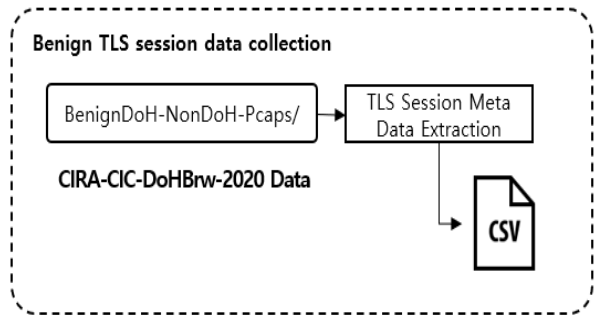 Benign TLS session data collection
BenignDoH-NonDoH-Pcaps/
TLS Session Meta
Data Extraction
CIRA-CIC-DoHBrw-2020 Data
CSV